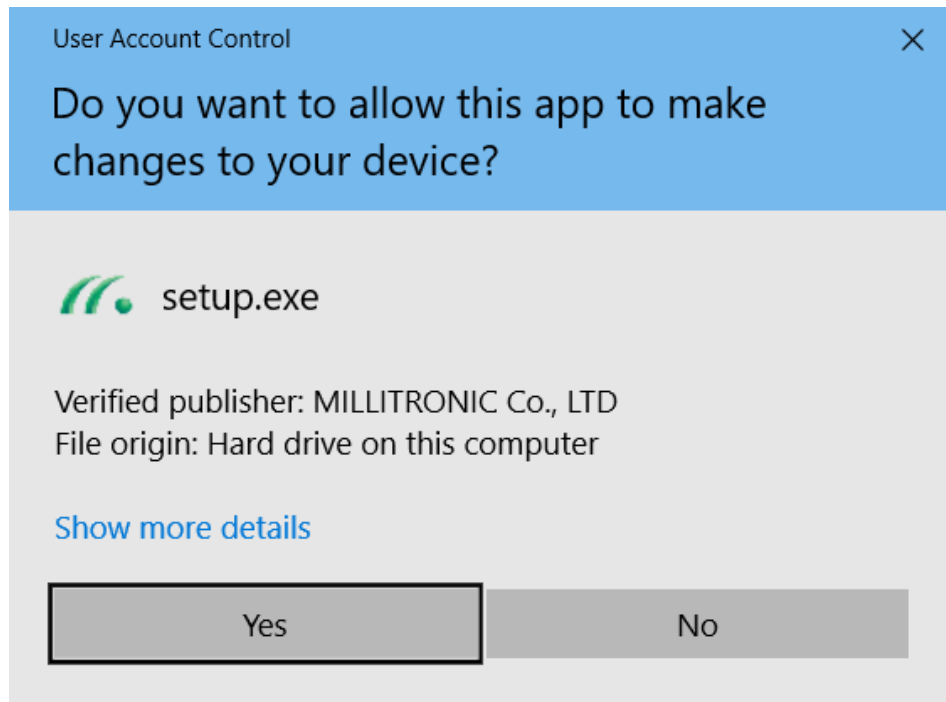 User Account Control
Do you want to allow this app to make
changes to your device?
setup.exe
Verified publisher: MILLITRONIC Co., LTD
File origin: Hard drive on this computer
Show more details
Yes
No